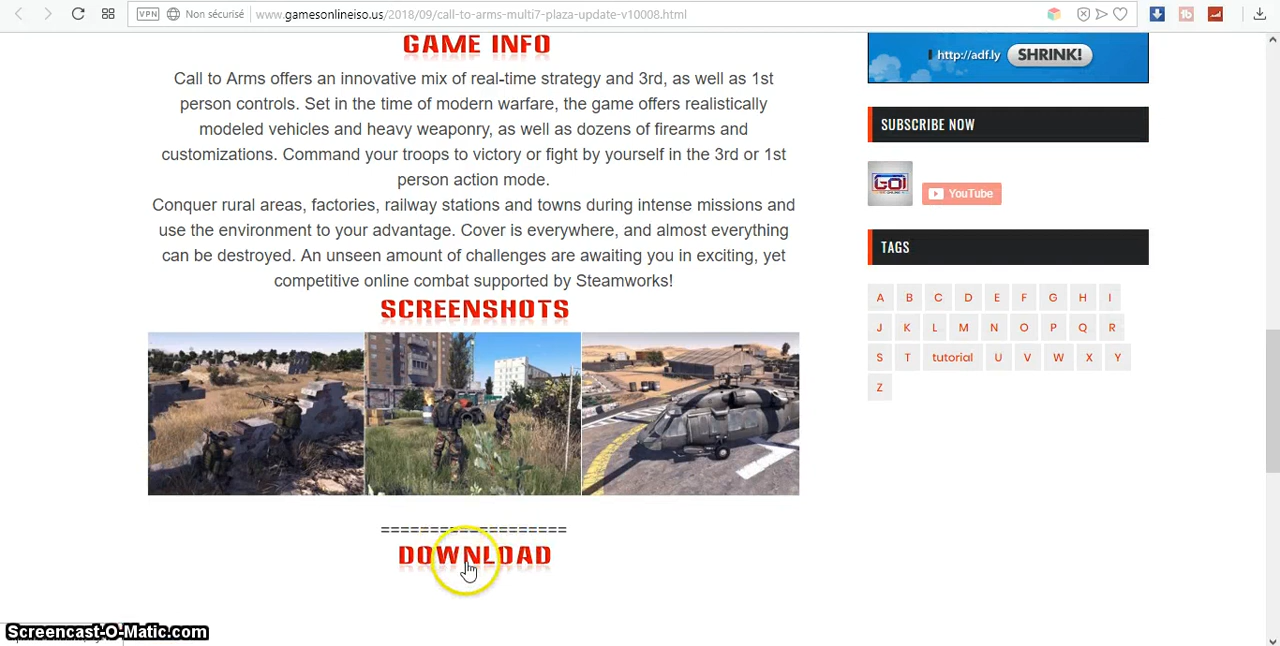 VPN
Non sécurisé
www.gamesonlineiso.us/2018/09/call-to-arms-multi7-plaza-update-v10008.html
GAME INFO
Call to Arms offers an innovative mix of real-time strategy and 3rd, as well as 1st
person controls. Set in the time of modern warfare, the game offers realistically
modeled vehicles and heavy weaponry, as well as dozens of firearms and
customizations. Command your troops to victory or fight by yourself in the 3rd or 1st
person action mode.
Conquer rural areas, factories, railway stations and towns during intense missions and
use the environment to your advantage. Cover is everywhere, and almost everything
can be destroyed. An unseen amount of challenges are awaiting you in exciting, yet
competitive online combat supported by Steamworks!
SCREENSHOTS
===================
DOWNLOAD
http://adf.ly SHRINK!
SUBSCRIBE NOW
GO!
YouTube
TAGS
A B C D E F G H I
J K L M N O P Q R
S T tutorial U V W X Y
Z
Screencast-O-Matic.com